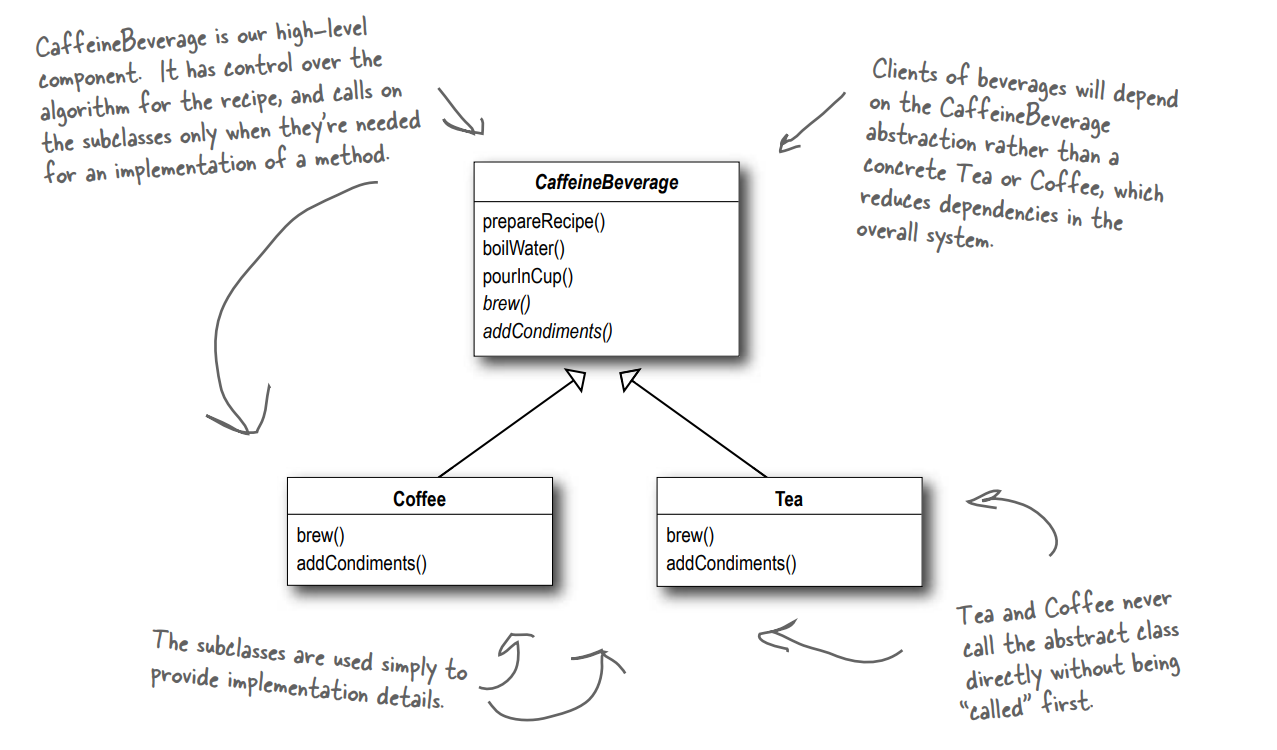 CaffeineBeverage is our high-level
component. It has control over the
algorithm for the recipe, and calls on
the subclasses only when they're needed
for an implementation of a method.
Clients of beverages will depend
on the CaffeineBeverage
abstraction rather than a
concrete Tea or Coffee, which
reduces dependencies in the
overall system.
CaffeineBeverage
prepareRecipe()
boilWater()
pourInCup()
brew()
addCondiments()
Coffee
brew()
addCondiments()
Tea
brew()
addCondiments()
The subclasses are used simply to
provide implementation details.
Tea and Coffee never
call the abstract class
directly without being
“called” first.